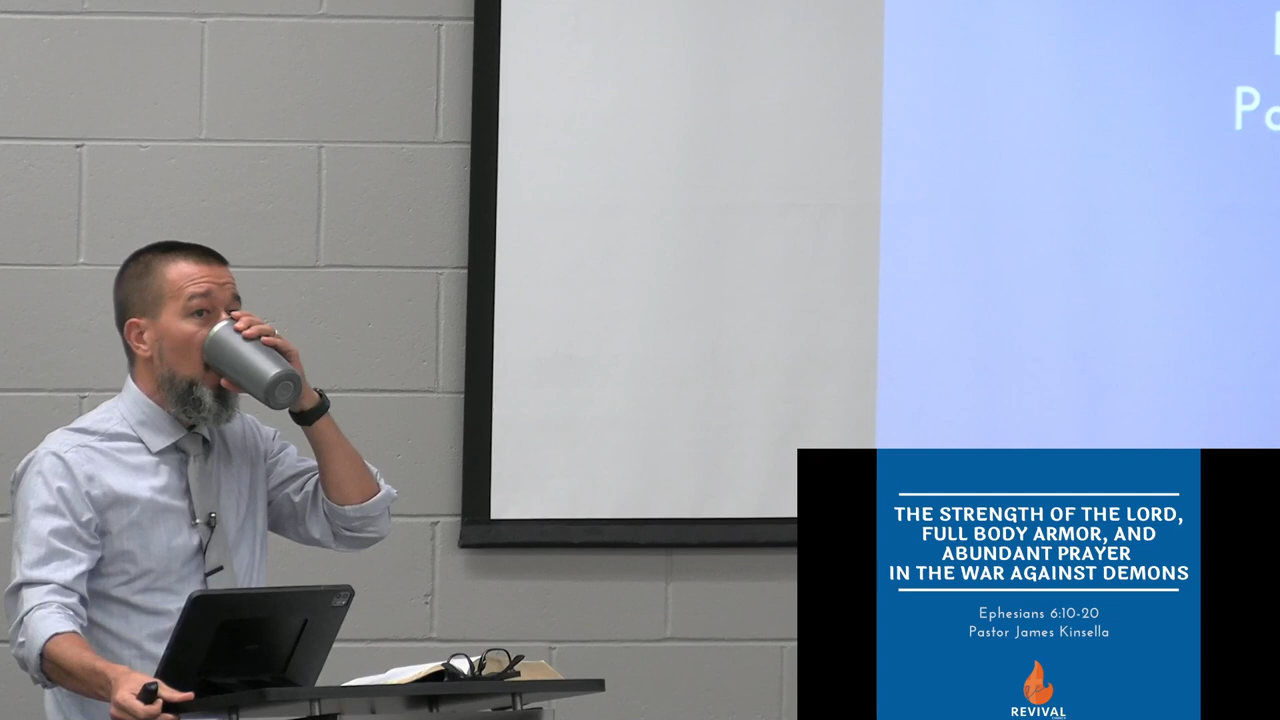 THE STRENGTH OF THE LORD,
FULL BODY ARMOR, AND
ABUNDANT PRAYER
IN THE WAR AGAINST DEMONS
Ephesians 6:10-20
Pastor James Kinsella
REVIVAL